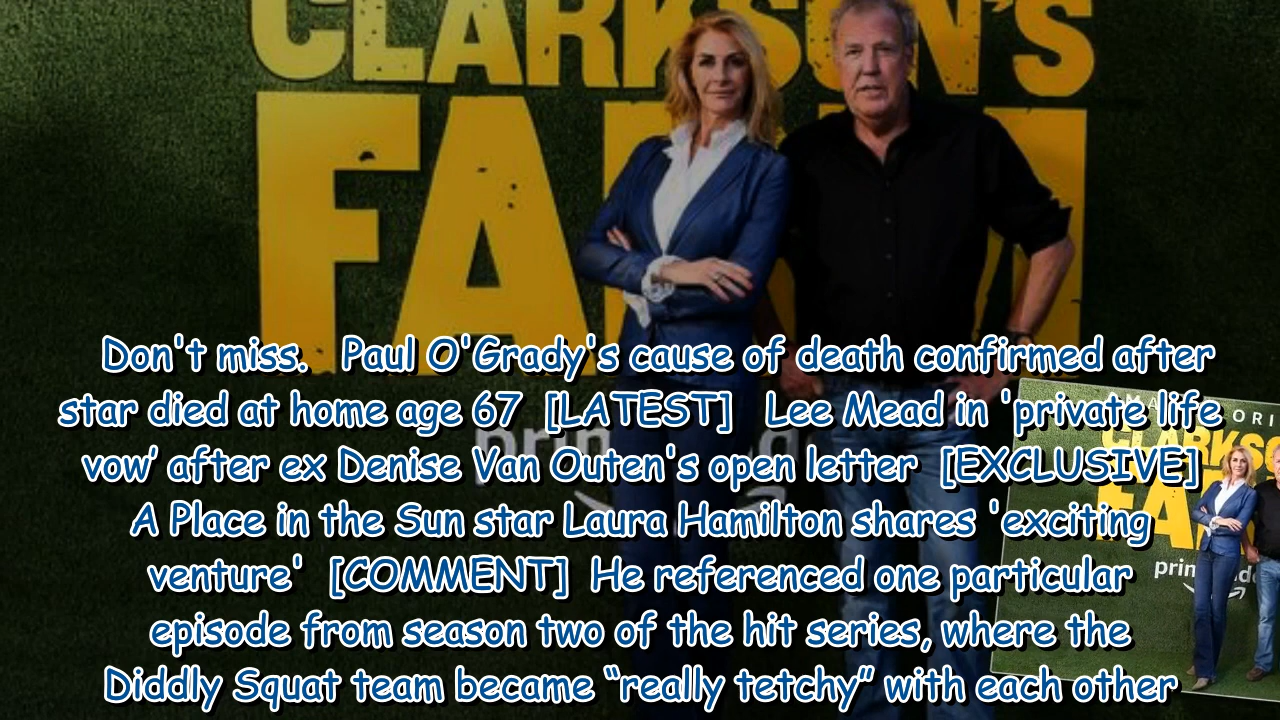 CLARKSON'S
FARM
Don't miss. Paul O'Grady's cause of death confirmed after
star died at home age 67 [LATEST] Lee Mead in 'private life
vow’ after ex Denise Van Outen's open letter [EXCLUSIVE]
A Place in the Sun star Laura Hamilton shares 'exciting
venture' [COMMENT] He referenced one particular
episode from season two of the hit series, where the
Diddly Squat team became “really tetchy” with each other